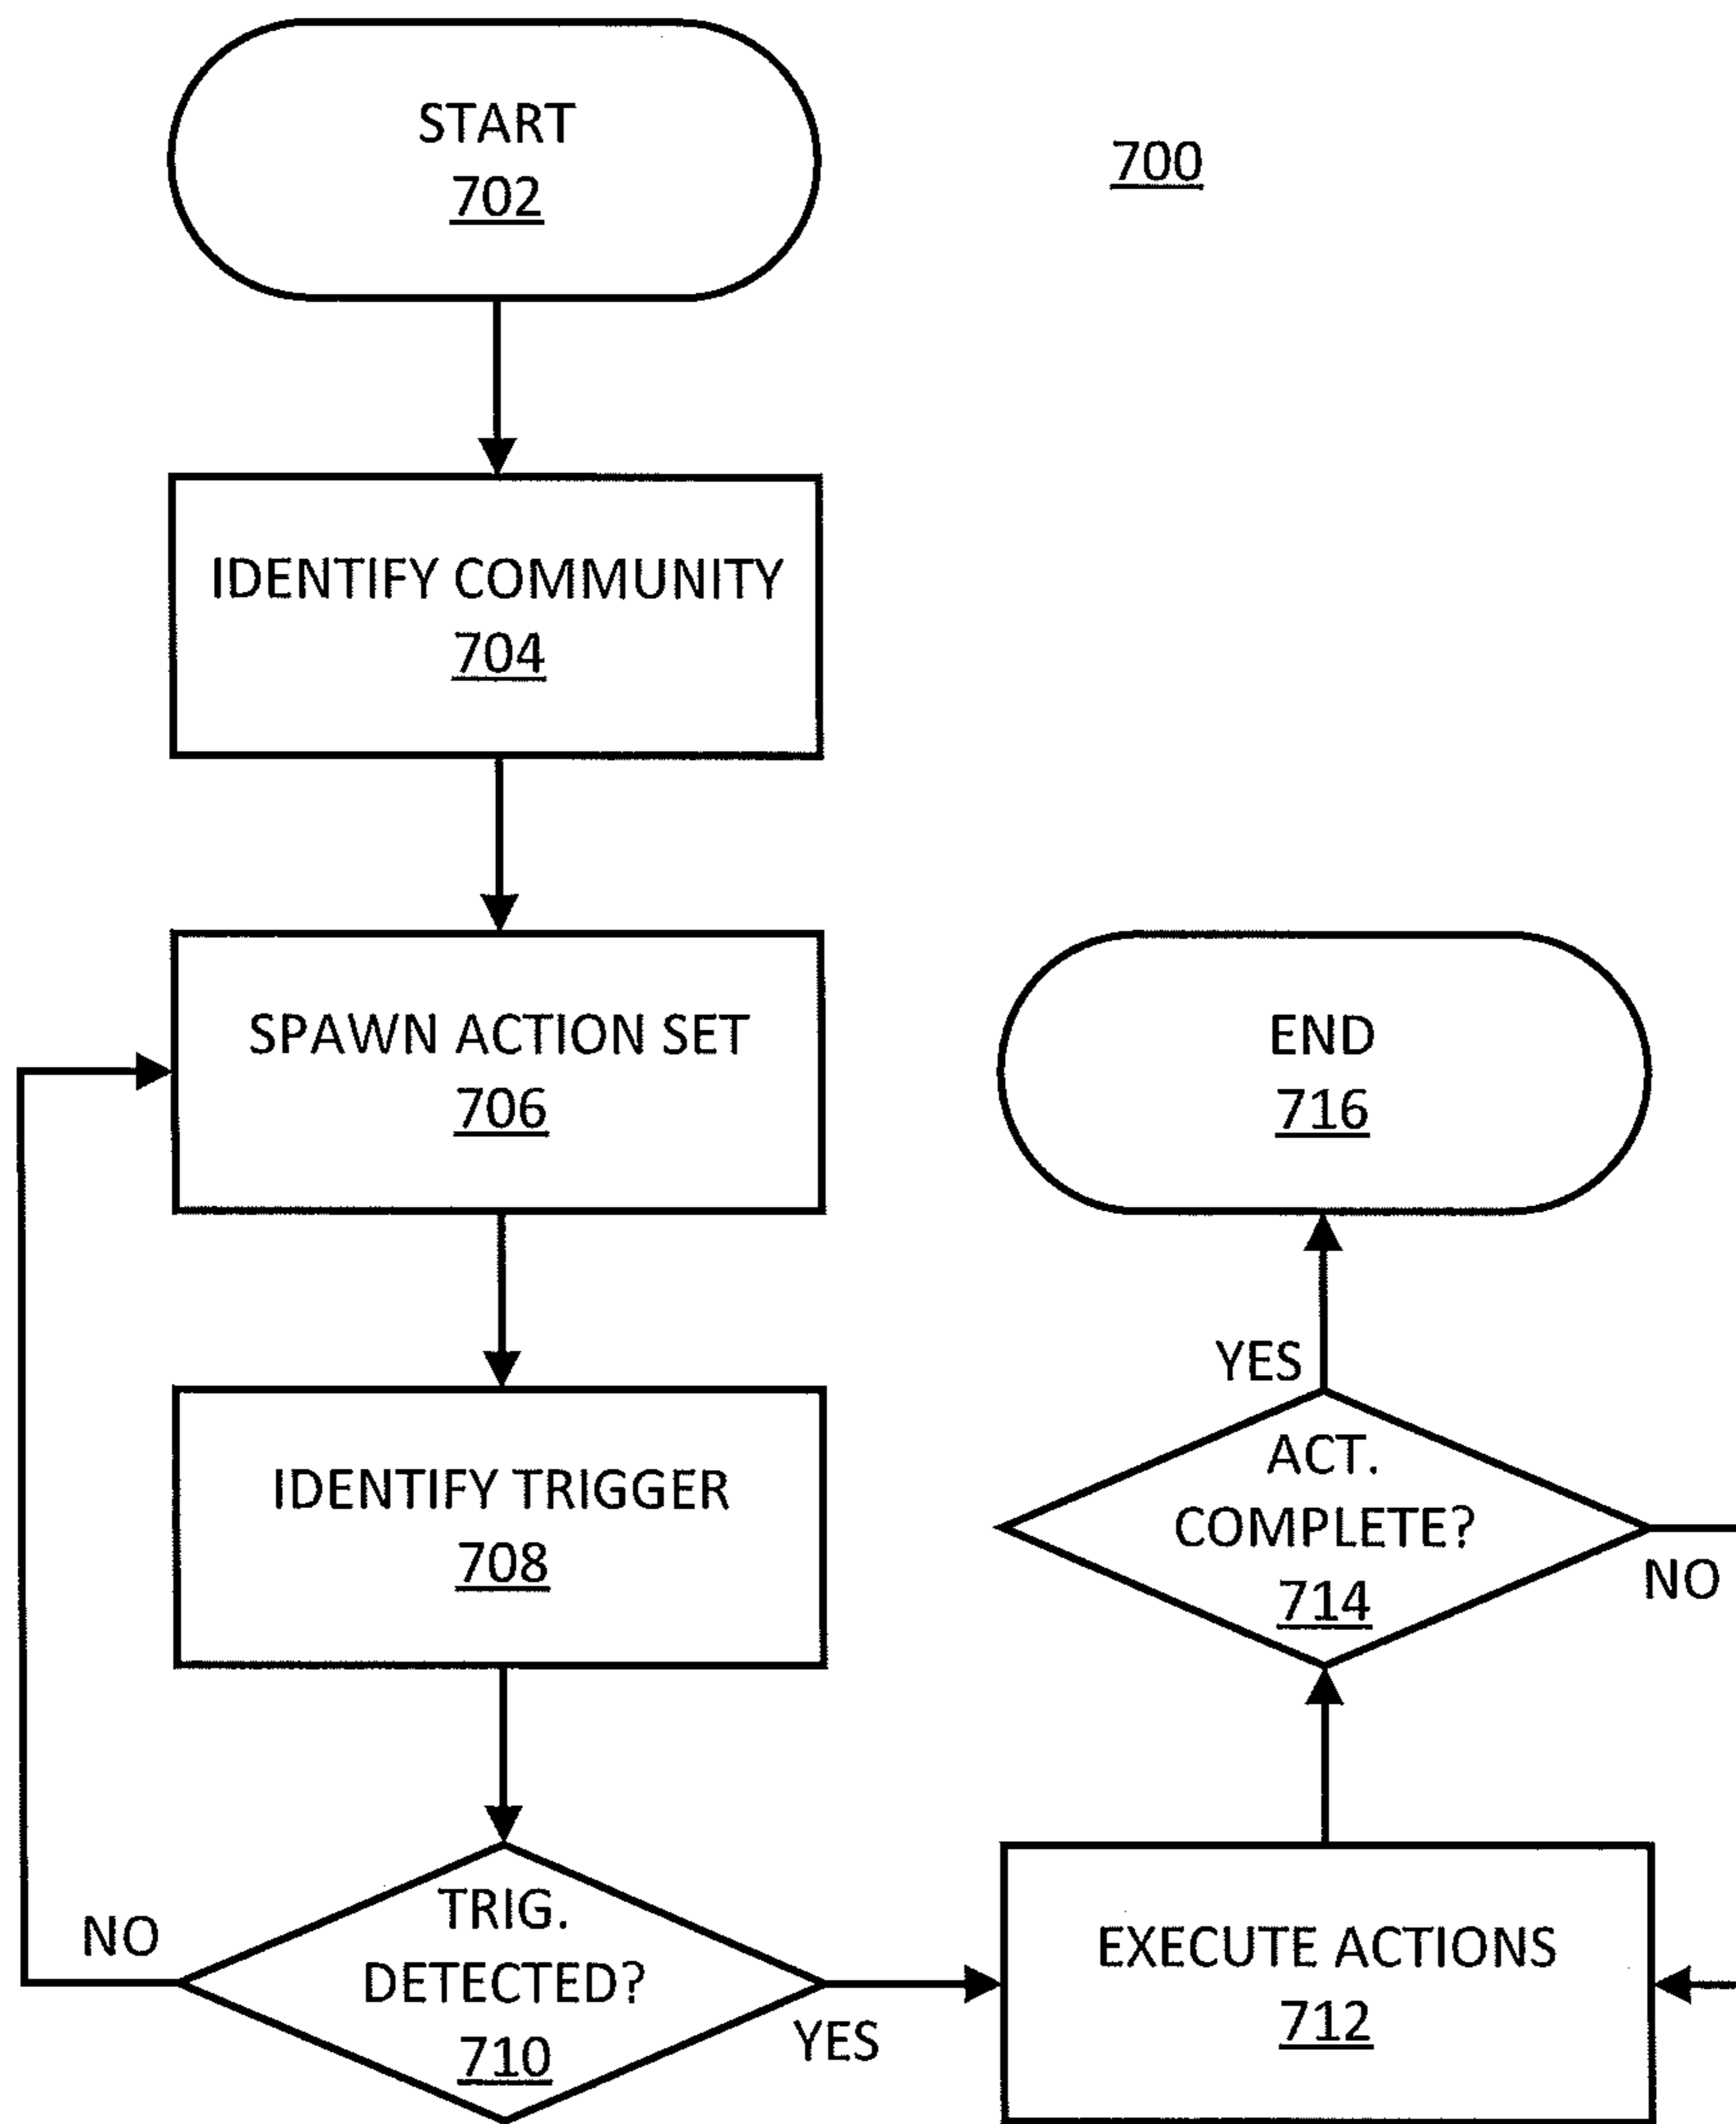 START
702
700
IDENTIFY COMMUNITY
704
SPAWN ACTION SET
706
IDENTIFY TRIGGER
708
TRIG.
DETECTED?
710
NO
YES
EXECUTE ACTIONS
712
ACT.
COMPLETE?
714
NO
YES
END
716